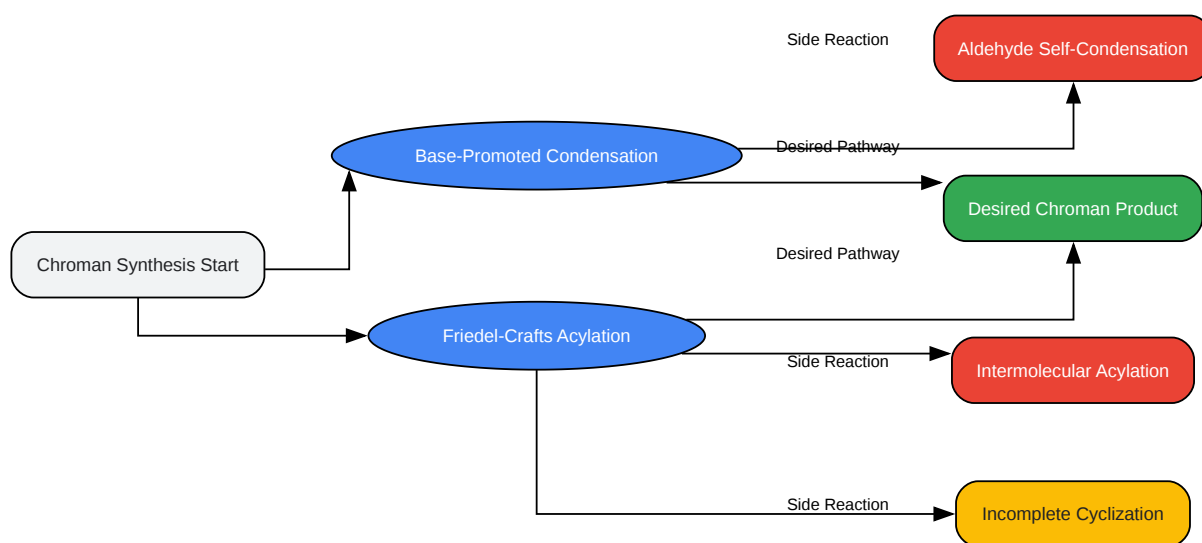 Side Reaction
Aldehyde Self-Condensation
Base-Promoted Condensation
Desired Pathway
Desired Chroman Product
Chroman Synthesis Start
Desired Pathway
Friedel-Crafts Acylation
Side Reaction
Intermolecular Acylation
Side Reaction
Incomplete Cyclization